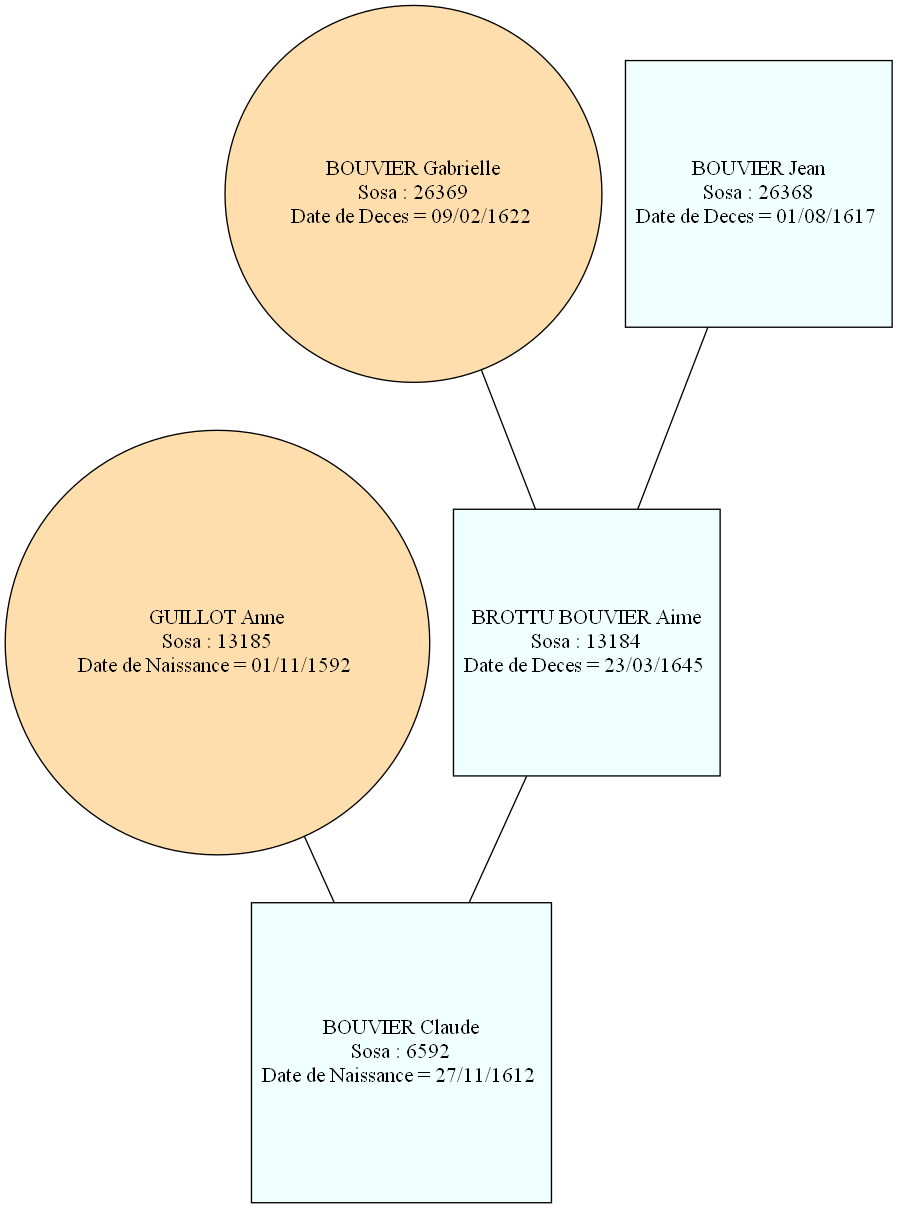 BOUVIER Gabrielle
Sosa : 26369
Date de Deces = 09/02/1622
BOUVIER Jean
Sosa : 26368
Date de Deces = 01/08/1617
GUILLOT Anne
Sosa : 13185
Date de Naissance = 01/11/1592
BROTTU BOUVIER Aime
Sosa : 13184
Date de Deces = 23/03/1645
BOUVIER Claude
Sosa : 6592
Date de Naissance = 27/11/1612